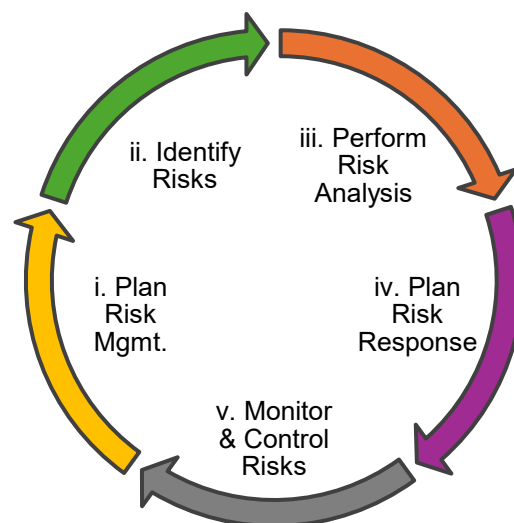 ii. Identify
Risks
iii. Perform
Risk
Analysis
i. Plan
Risk
Mgmt.
iv. Plan
Risk
Response
v. Monitor
& Control
Risks